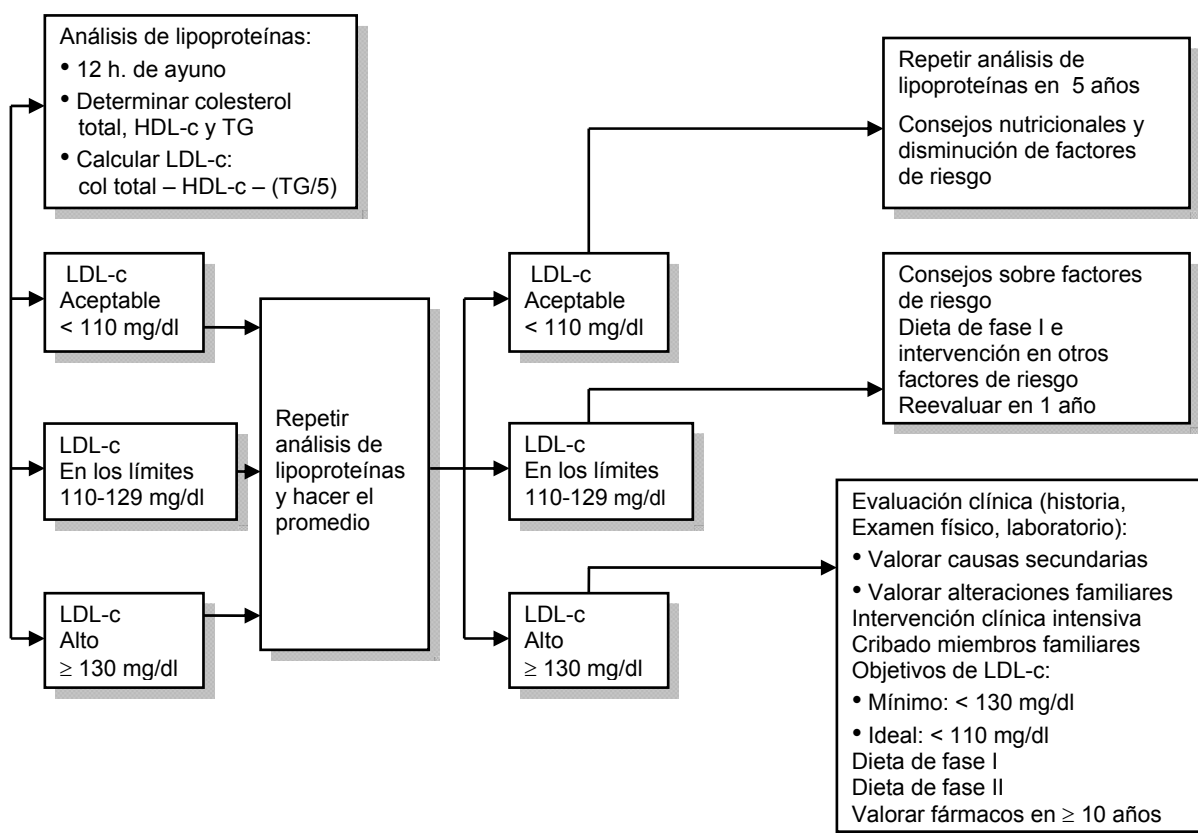 Análisis de lipoproteínas:
• 12 h. de ayuno
• Determinar colesterol
total, HDL-c y TG
• Calcular LDL-c:
col total – HDL-c – (TG/5)
LDL-c
Aceptable
< 110 mg/dl
LDL-c
En los límites
110-129 mg/dl
LDL-c
Alto
≥ 130 mg/dl
Repetir
análisis de
lipoproteínas
y hacer el
promedio
LDL-c
Aceptable
< 110 mg/dl
LDL-c
En los límites
110-129 mg/dl
LDL-c
Alto
≥ 130 mg/dl
Repetir análisis de
lipoproteínas en 5 años
Consejos nutricionales y
disminución de factores
de riesgo
Consejos sobre factores
de riesgo
Dieta de fase I e
intervención en otros
factores de riesgo
Reevaluar en 1 año
Evaluación clínica (historia,
Examen físico, laboratorio):
• Valorar causas secundarias
• Valorar alteraciones familiares
Intervención clínica intensiva
Cribado miembros familiares
Objetivos de LDL-c:
• Mínimo: < 130 mg/dl
• Ideal: < 110 mg/dl
Dieta de fase I
Dieta de fase II
Valorar fármacos en ≥ 10 años